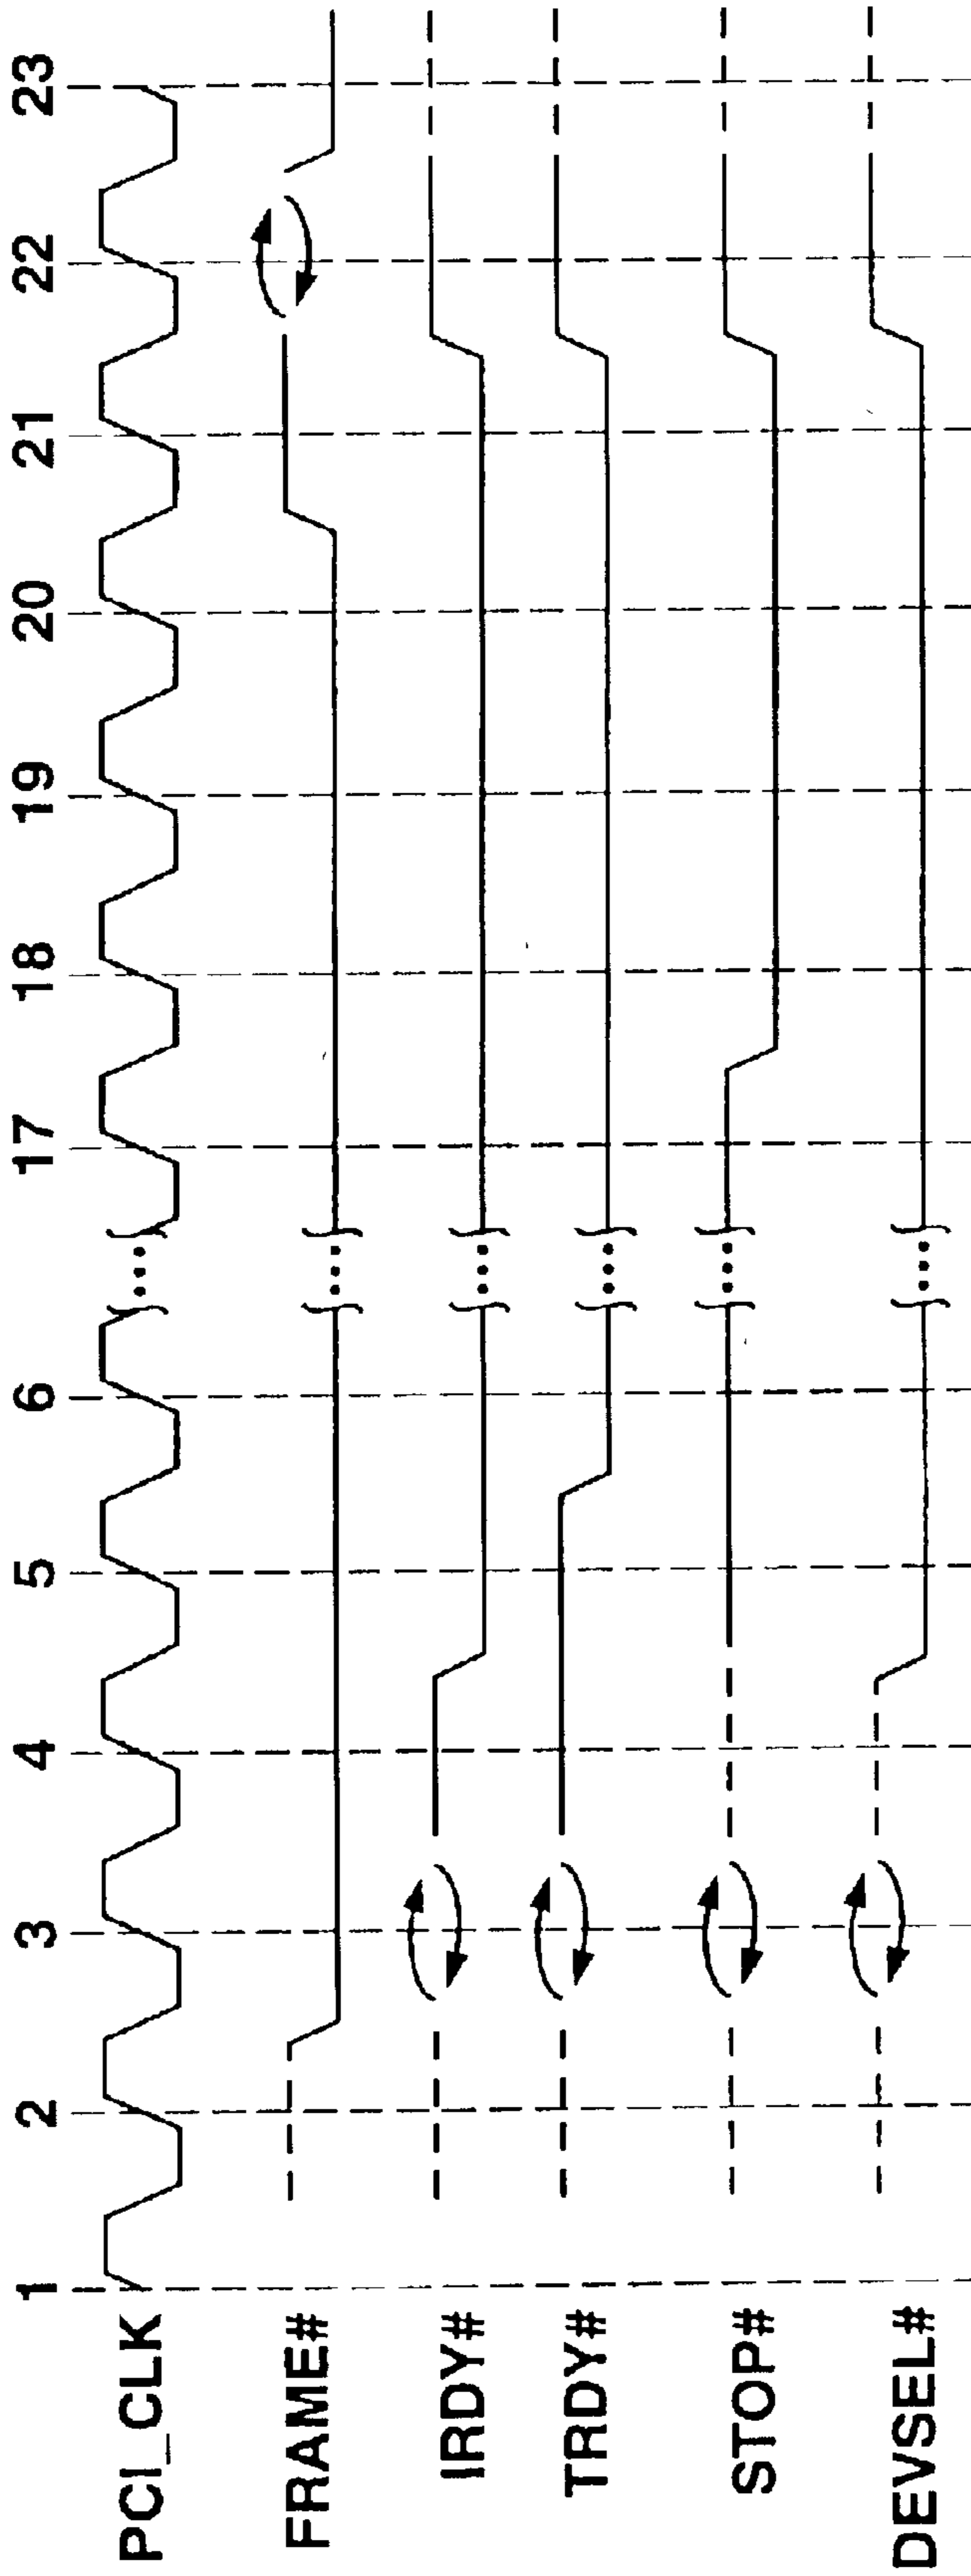 1 2 3 4 5 6 ... 17 18 19 20 21 22 23
PCI_CLK ...
FRAME# ...
IRDY# ...
TRDY# ...
STOP# ...
DEVSEL# ...